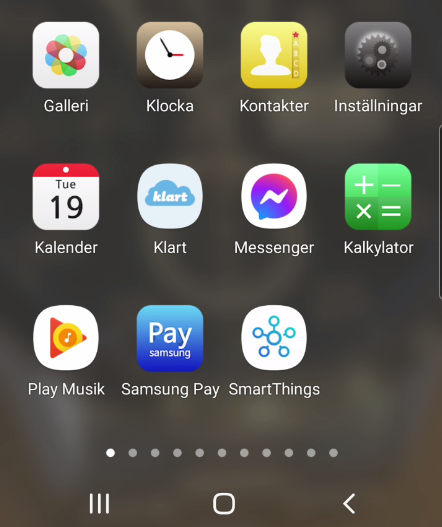 A
B
C
D
Galleri Klocka Kontakter Inställningar
Tue
19
klart
Kalender Klart Messenger Kalkylator
Pay
samsung
Play Musik Samsung Pay SmartThings